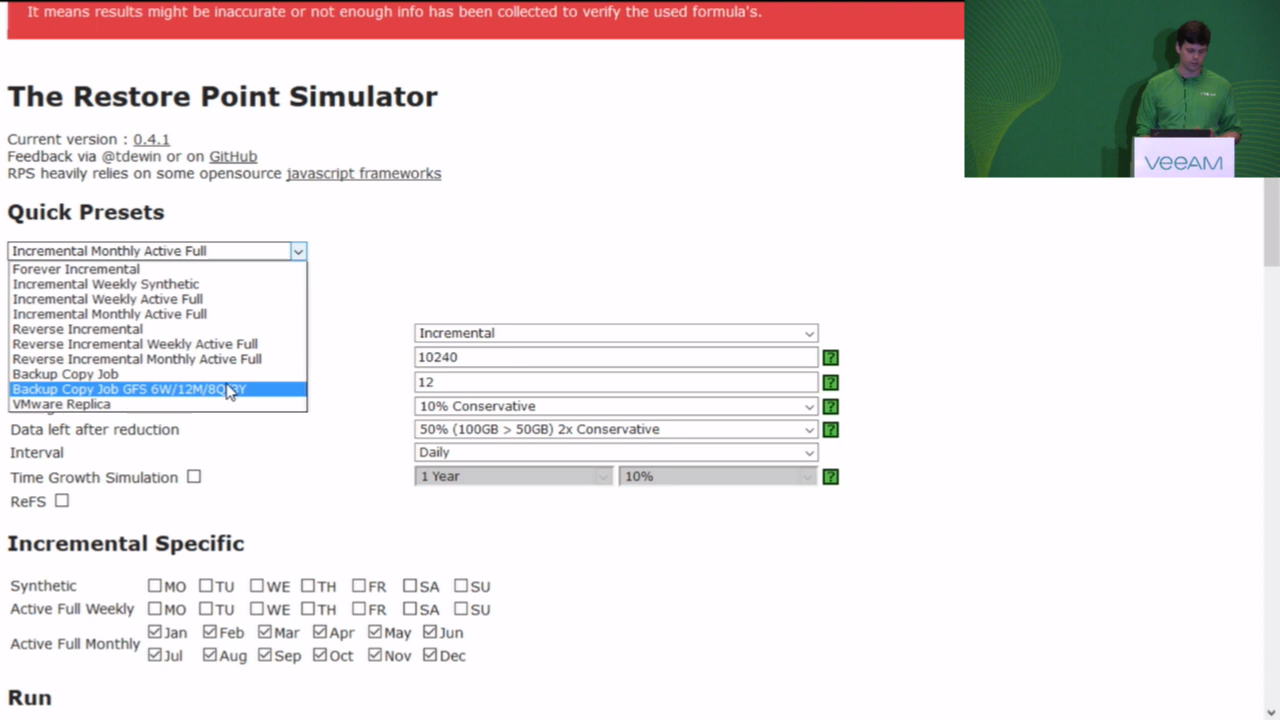 It means results might be inaccurate or not enough info has been collected to verify the used formula's.
VEEAM
The Restore Point Simulator
Current version : 0.4.1
Feedback via @tdewin or on GitHub
RPS heavily relies on some opensource javascript frameworks
Quick Presets
Incremental Monthly Active Full
Forever Incremental
Incremental Weekly Synthetic
Incremental Weekly Active Full
Incremental Monthly Active Full
Reverse Incremental
Reverse Incremental Weekly Active Full
Reverse Incremental Monthly Active Full
Backup Copy Job
Backup Copy Job GFS 6W/12M/8Q/3Y
VMware Replica
Incremental
10240 ?
12 ?
10% Conservative ?
Data left after reduction 50% (100GB > 50GB) 2x Conservative ?
Interval Daily
Time Growth Simulation 1 Year 10% ?
ReFS
Incremental Specific
Synthetic MO TU WE TH FR SA SU
Active Full Weekly MO TU WE TH FR SA SU
Active Full Monthly Jan Feb Mar Apr May Jun
Jul Aug Sep Oct Nov Dec
Run